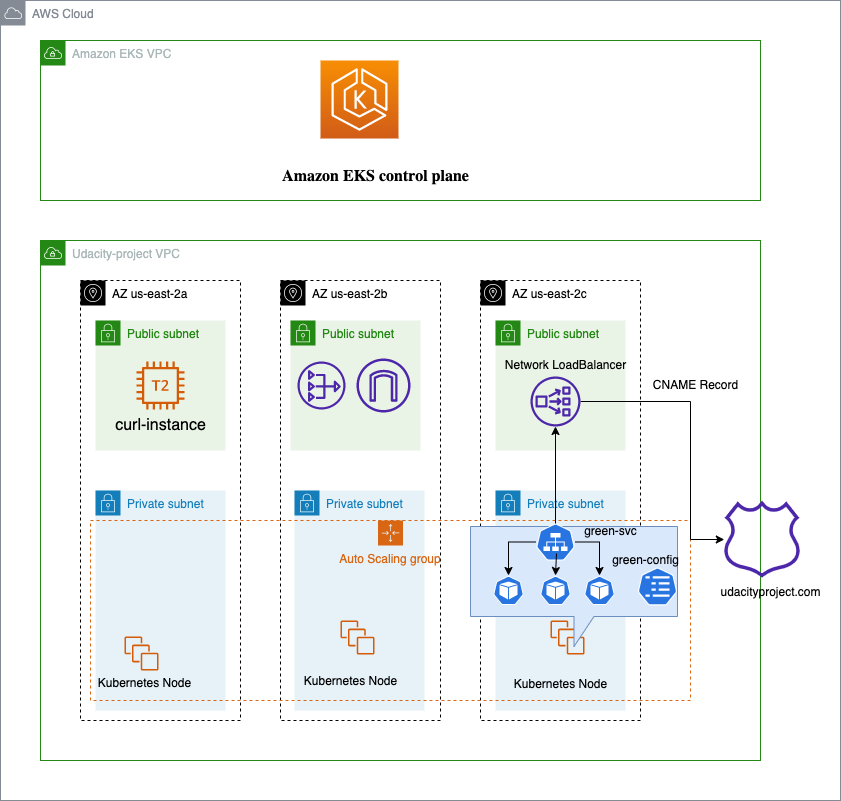 AWS Cloud
Amazon EKS VPC
K
Amazon EKS control plane
Udacity-project VPC
AZ us-east-2a
AZ us-east-2b
AZ us-east-2c
Public subnet
Public subnet
Public subnet
T2
curl-instance
Network LoadBalancer
CNAME Record
Private subnet
Private subnet
Private subnet
Auto Scaling group
green-svc
green-config
udacityproject.com
Kubernetes Node
Kubernetes Node
Kubernetes Node